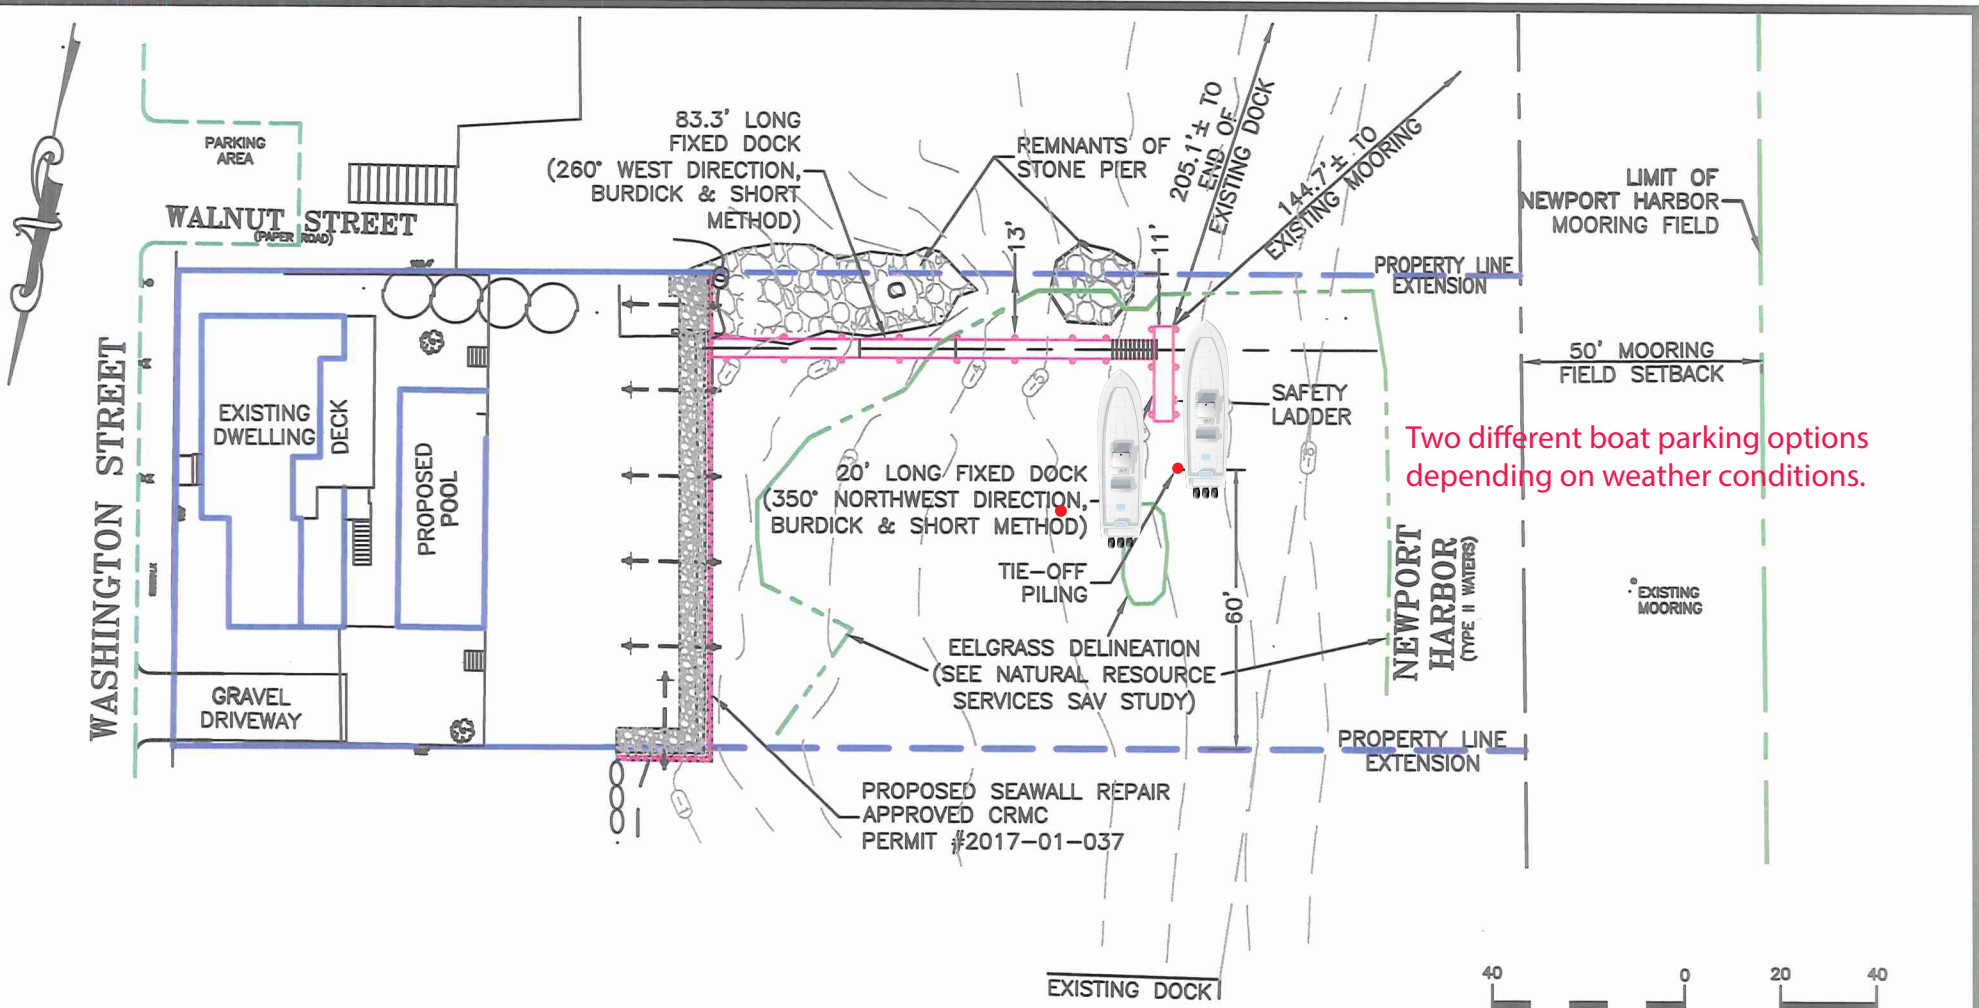 PARKING
AREA
WALNUT STREET
(PAPER ROAD)
WASHINGTON STREET
EXISTING
DWELLING
DECK
PROPOSED
POOL
GRAVEL
DRIVEWAY
83.3' LONG
FIXED DOCK
(260° WEST DIRECTION,
BURDICK & SHORT
METHOD)
REMNANTS OF
STONE PIER
13'
11'
205.1'± TO
END OF
EXISTING DOCK
144.7'± TO
EXISTING MOORING
PROPERTY LINE
EXTENSION
LIMIT OF
NEWPORT HARBOR
MOORING FIELD
50' MOORING
FIELD SETBACK
SAFETY
LADDER
Two different boat parking options
depending on weather conditions.
20' LONG FIXED DOCK
(350° NORTHWEST DIRECTION,
BURDICK & SHORT METHOD)
TIE-OFF
PILING
60'
EELGRASS DELINEATION
(SEE NATURAL RESOURCE
SERVICES SAV STUDY)
NEWPORT
HARBOR
(TYPE II WATERS)
EXISTING
MOORING
PROPERTY LINE
EXTENSION
PROPOSED SEAWALL REPAIR
APPROVED CRMC
PERMIT #2017-01-037
EXISTING DOCK
-2
-4
-5
-1
40 0 20 40